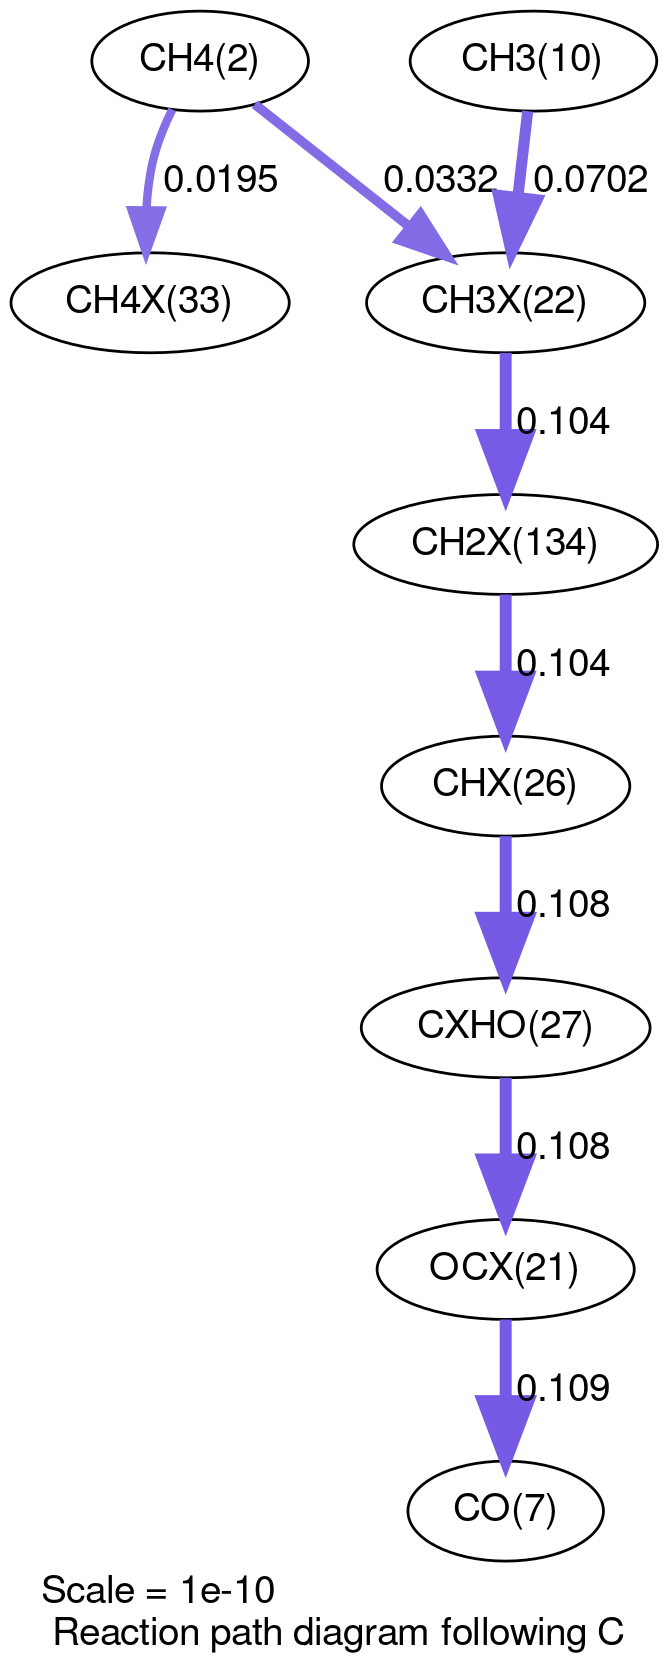 CH4(2)
CH3(10)
0.0195
0.0332
0.0702
CH4X(33)
CH3X(22)
0.104
CH2X(134)
0.104
CHX(26)
0.108
CXHO(27)
0.108
OCX(21)
0.109
CO(7)
Scale = 1e-10
Reaction path diagram following C